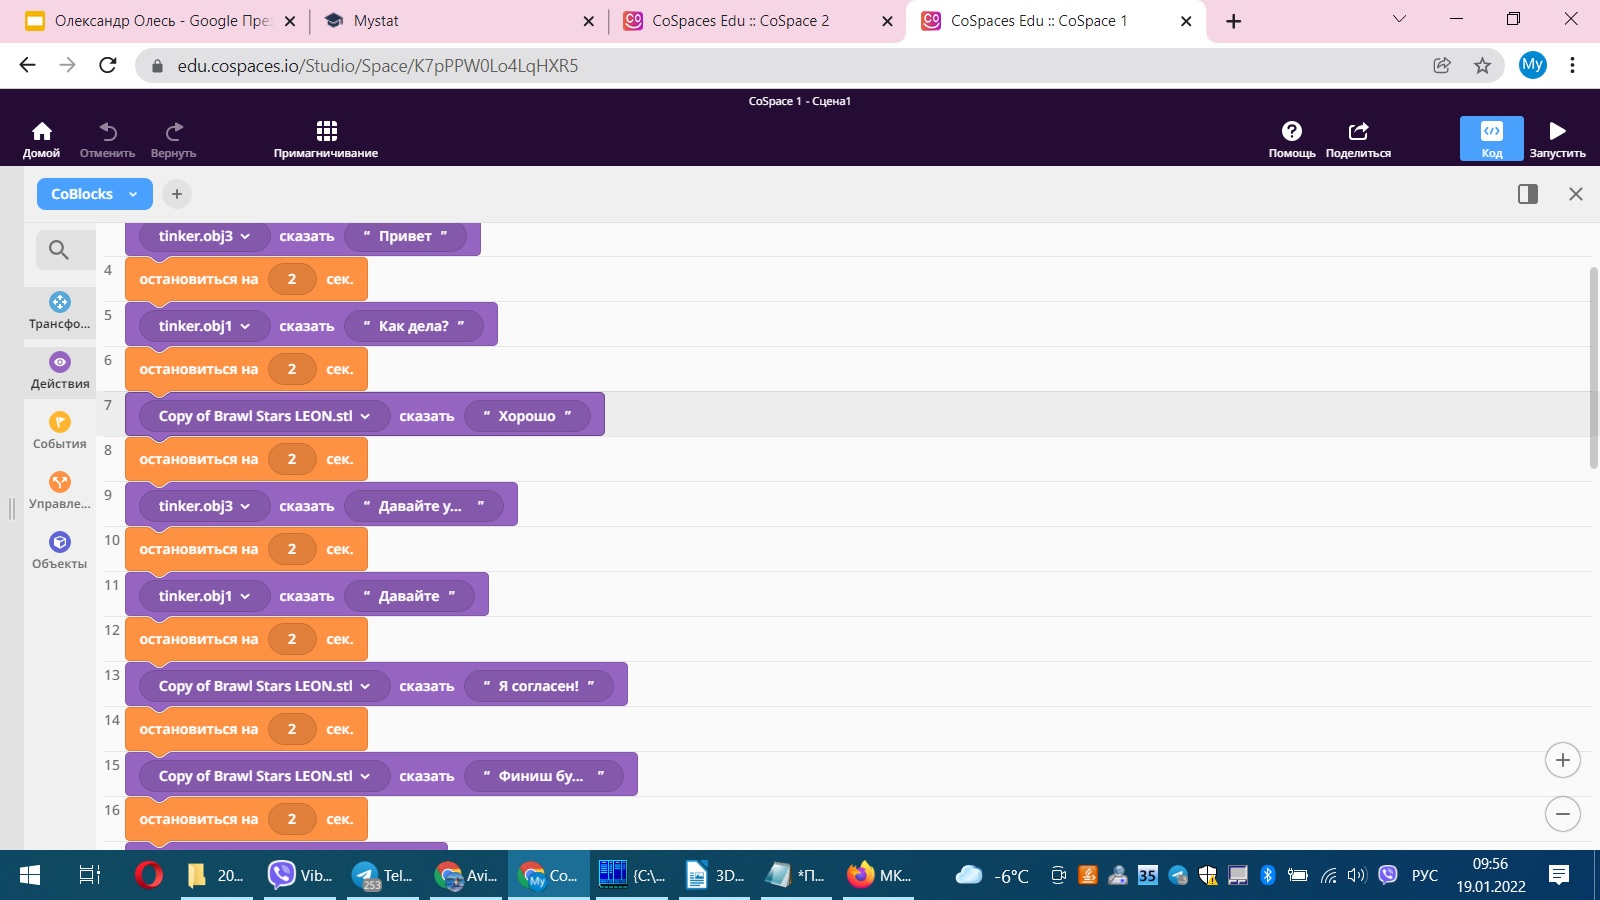 Олександр Олесь - Google През
Mystat
CoSpaces Edu :: CoSpace 2
CoSpaces Edu :: CoSpace 1
edu.cospaces.io/Studio/Space/K7pPPW0Lo4LqHXR5
My
CoSpace 1 - Сцена1
Домой
Отменить
Вернуть
Примагничивание
Помощь
Поделиться
Код
Запустить
CoBlocks
Трансфо...
Действия
События
Управле...
Объекты
tinker.obj3 сказать “ Привет ”
4 остановиться на 2 сек.
5 tinker.obj1 сказать “ Как дела? ”
6 остановиться на 2 сек.
7 Copy of Brawl Stars LEON.stl сказать “ Хорошо ”
8 остановиться на 2 сек.
9 tinker.obj3 сказать “ Давайте у... ”
10 остановиться на 2 сек.
11 tinker.obj1 сказать “ Давайте ”
12 остановиться на 2 сек.
13 Copy of Brawl Stars LEON.stl сказать “ Я согласен! ”
14 остановиться на 2 сек.
15 Copy of Brawl Stars LEON.stl сказать “ Финиш бу... ”
16 остановиться на 2 сек.
20...
Vib...
253
Tel...
Avi...
My
Co...
{C:\...
3D...
*П...
МК...
-6°C
35
РУС
09:56
19.01.2022